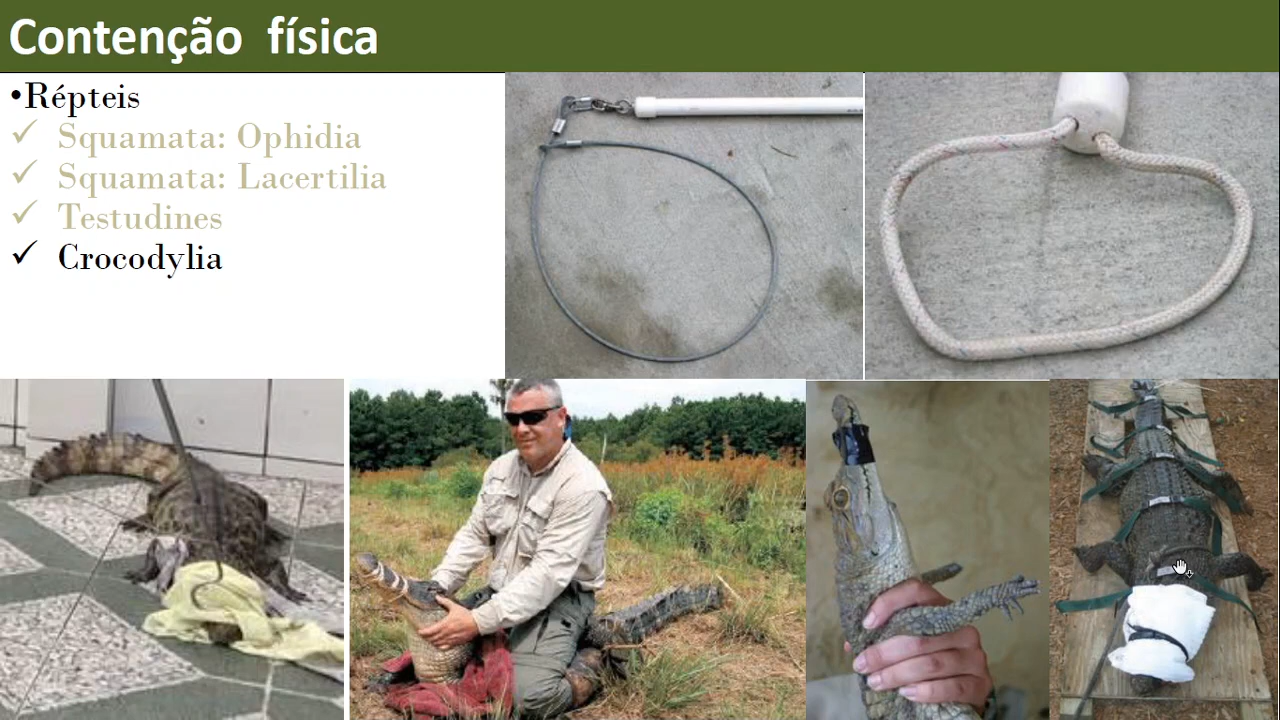 Contenção física
•Répteis
✓ Squamata: Ophidia
✓ Squamata: Lacertilia
✓ Testudines
✓ Crocodylia